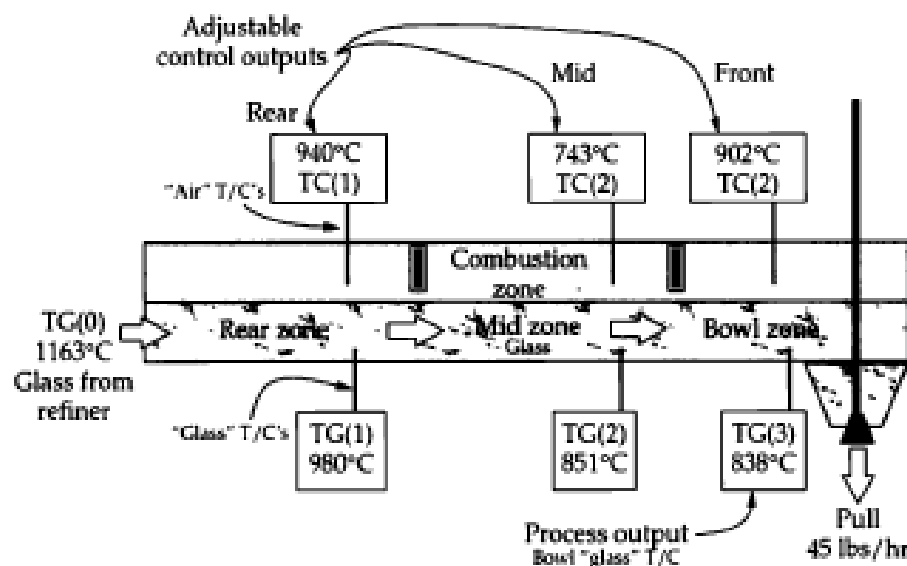 Adjustable
control outputs
Rear
Mid
Front
940°C
TC(1)
743°C
TC(2)
902°C
TC(2)
"Air" T/C's
Combustion
zone
TG(0)
1163°C
Glass from
refiner
Rear zone
Mid zone
Glass
Bowl zone
"Glass" T/C's
TG(1)
980°C
TG(2)
851°C
TG(3)
838°C
Process output
Bowl "glass" T/C
Pull
45 lbs/hr